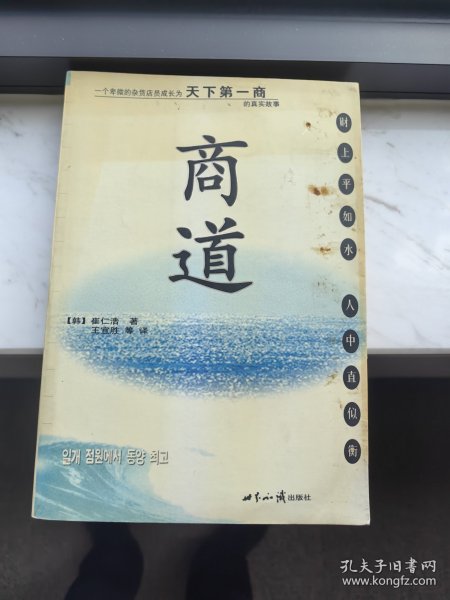 一个卑微的杂货店员成长为 天下第一商
的真实故事
商道
财上平如水 人中直似衡
【韩】崔仁浩 著
王宜胜 等 译
일개 점원에서 동양 최고
世界知识出版社
孔夫子旧书网
www.kongfz.com